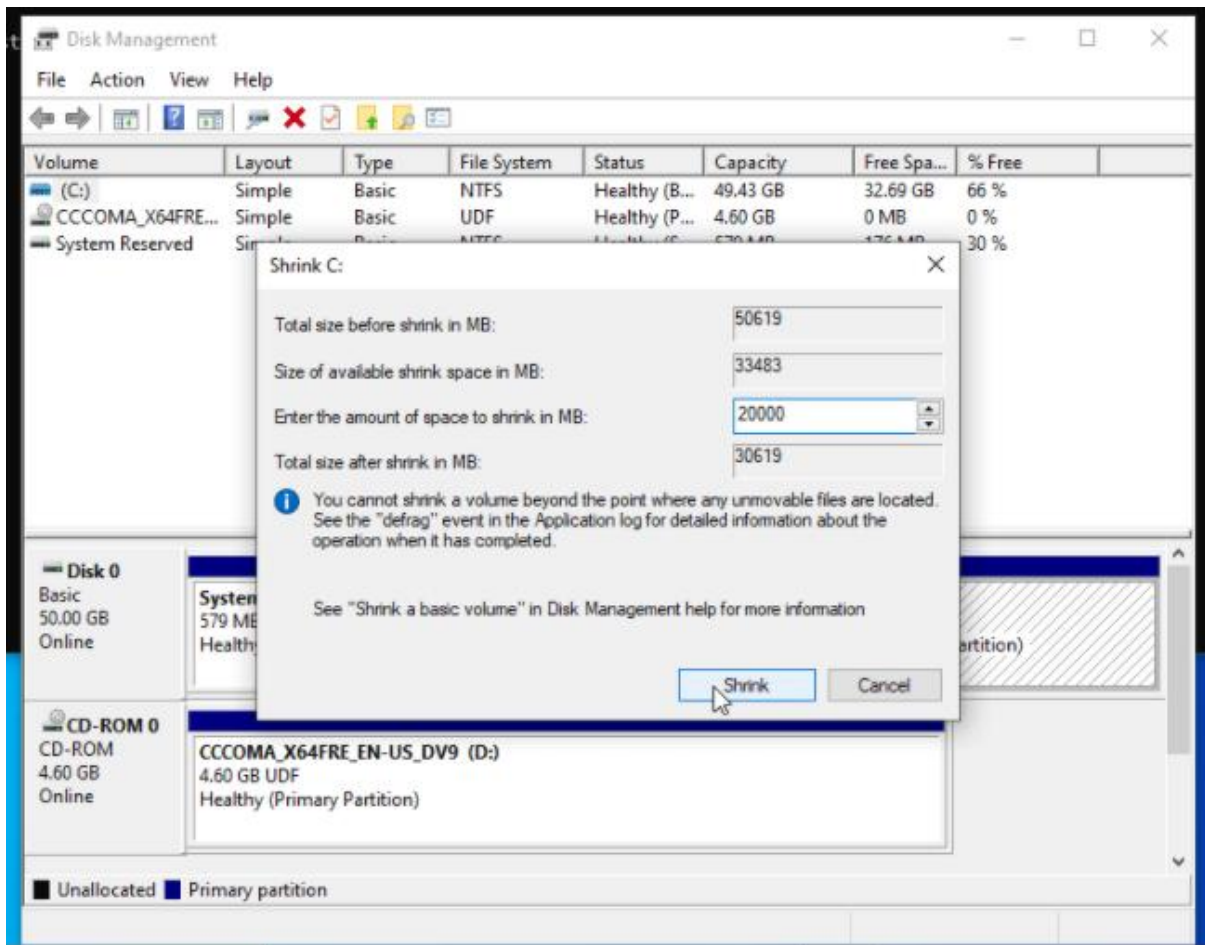 Disk Management
File Action View Help
Volume Layout Type File System Status Capacity Free Spa... % Free
(C:) Simple Basic NTFS Healthy (B... 49.43 GB 32.69 GB 66 %
CCCOMA_X64FRE... Simple Basic UDF Healthy (P... 4.60 GB 0 MB 0 %
System Reserved 30 %
Shrink C:
Total size before shrink in MB: 50619
Size of available shrink space in MB: 33483
Enter the amount of space to shrink in MB: 20000
Total size after shrink in MB: 30619
You cannot shrink a volume beyond the point where any unmovable files are located.
See the "defrag" event in the Application log for detailed information about the
operation when it has completed.
See "Shrink a basic volume" in Disk Management help for more information
Shrink Cancel
Disk 0
Basic
50.00 GB
Online
System
579 MB
Health
artition)
CD-ROM 0
CD-ROM
4.60 GB
Online
CCCOMA_X64FRE_EN-US_DV9 (D:)
4.60 GB UDF
Healthy (Primary Partition)
Unallocated Primary partition